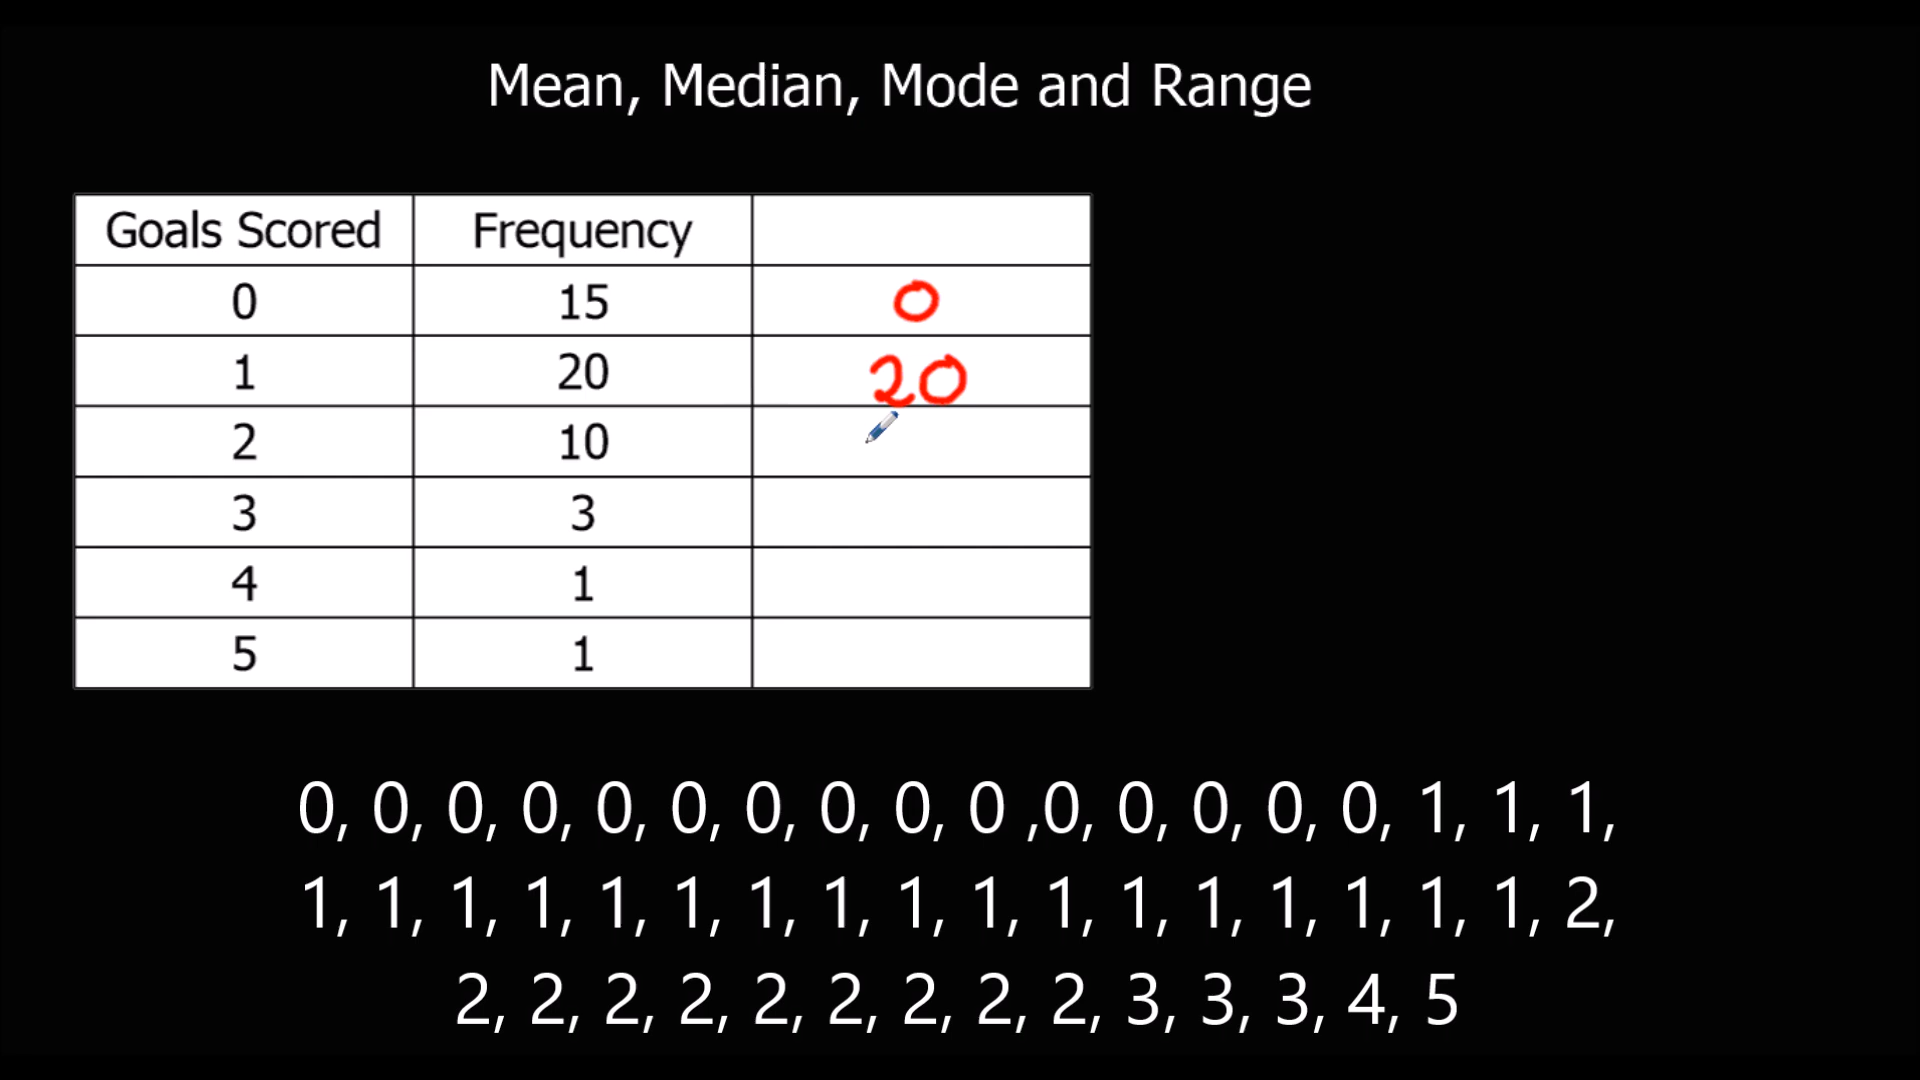 Mean, Median, Mode and Range
Goals Scored Frequency
0 15 0
1 20 20
2 10
3 3
4 1
5 1
0, 0, 0, 0, 0, 0, 0, 0, 0, 0 ,0, 0, 0, 0, 0, 1, 1, 1,
1, 1, 1, 1, 1, 1, 1, 1, 1, 1, 1, 1, 1, 1, 1, 1, 1, 2,
2, 2, 2, 2, 2, 2, 2, 2, 2, 3, 3, 3, 4, 5